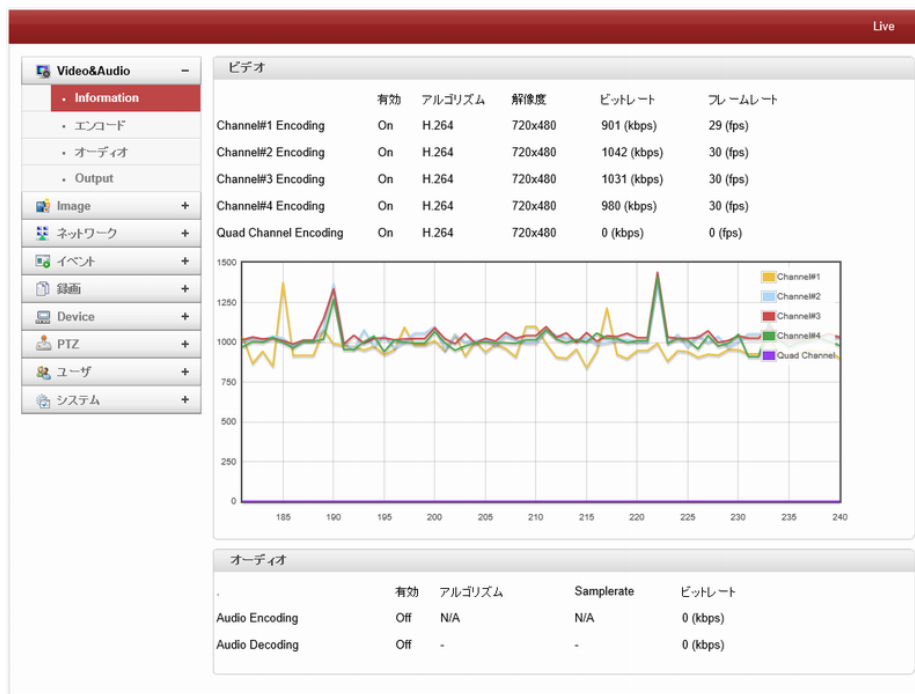 Live
Video&Audio −
Information
エンコード
オーディオ
Output
Image +
ネットワーク +
イベント +
録画 +
Device +
PTZ +
ユーザ +
システム +
ビデオ
有効 アルゴリズム 解像度 ビットレート フレームレート
Channel#1 Encoding On H.264 720x480 901 (kbps) 29 (fps)
Channel#2 Encoding On H.264 720x480 1042 (kbps) 30 (fps)
Channel#3 Encoding On H.264 720x480 1031 (kbps) 30 (fps)
Channel#4 Encoding On H.264 720x480 980 (kbps) 30 (fps)
Quad Channel Encoding On H.264 720x480 0 (kbps) 0 (fps)
1500
1250
1000
750
500
250
0
Channel#1
Channel#2
Channel#3
Channel#4
Quad Channel
185 190 195 200 205 210 215 220 225 230 235 240
オーディオ
. 有効 アルゴリズム Samplerate ビットレート
Audio Encoding Off N/A N/A 0 (kbps)
Audio Decoding Off - - 0 (kbps)